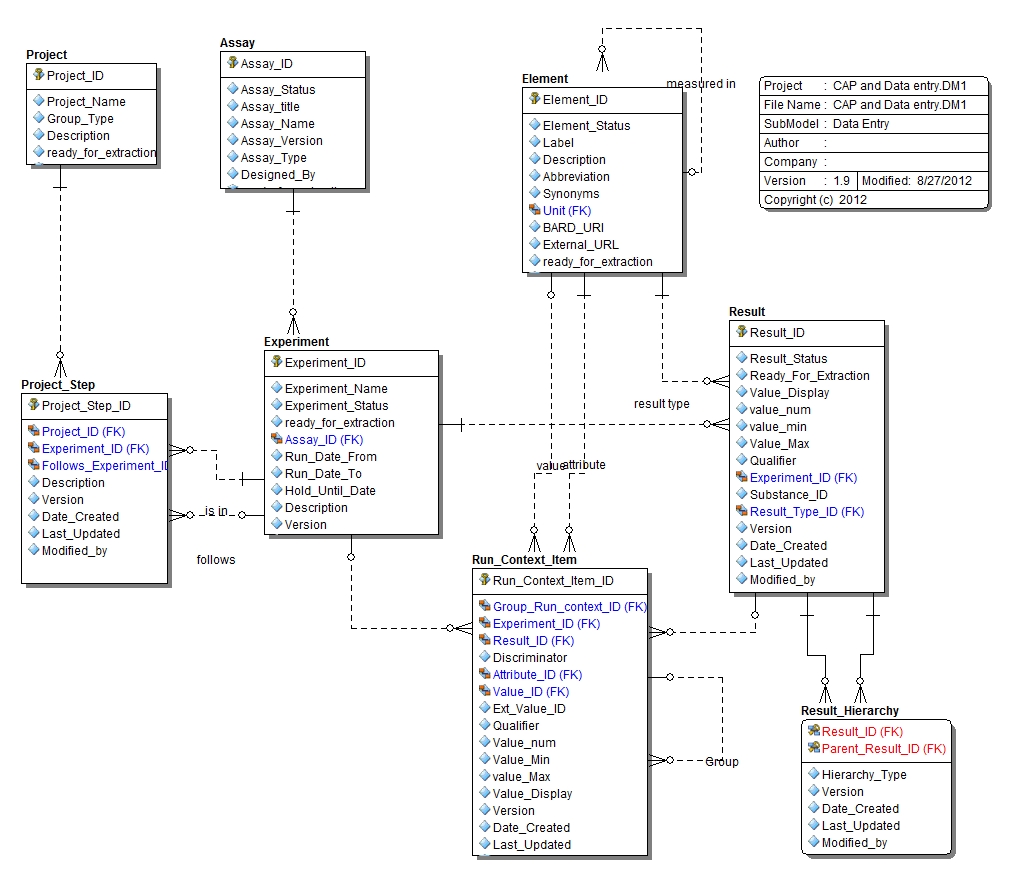 Project
Project_ID
Project_Name
Group_Type
Description
ready_for_extraction
Assay
Assay_ID
Assay_Status
Assay_title
Assay_Name
Assay_Version
Assay_Type
Designed_By
Element
Element_ID
Element_Status
Label
Description
Abbreviation
Synonyms
Unit (FK)
BARD_URI
External_URL
ready_for_extraction
measured in
Project : CAP and Data entry.DM1
File Name : CAP and Data entry.DM1
SubModel : Data Entry
Author :
Company :
Version : 1.9 Modified: 8/27/2012
Copyright (c) 2012
Project_Step
Project_Step_ID
Project_ID (FK)
Experiment_ID (FK)
Follows_Experiment_ID
Description
Version
Date_Created
Last_Updated
Modified_by
is in
follows
Experiment
Experiment_ID
Experiment_Name
Experiment_Status
ready_for_extraction
Assay_ID (FK)
Run_Date_From
Run_Date_To
Hold_Until_Date
Description
Version
result type
value
attribute
Result
Result_ID
Result_Status
Ready_For_Extraction
Value_Display
value_num
value_min
Value_Max
Qualifier
Experiment_ID (FK)
Substance_ID
Result_Type_ID (FK)
Version
Date_Created
Last_Updated
Modified_by
Run_Context_Item
Run_Context_Item_ID
Group_Run_context_ID (FK)
Experiment_ID (FK)
Result_ID (FK)
Discriminator
Attribute_ID (FK)
Value_ID (FK)
Ext_Value_ID
Qualifier
Value_num
Value_Min
value_Max
Value_Display
Version
Date_Created
Last_Updated
Group
Result_Hierarchy
Result_ID (FK)
Parent_Result_ID (FK)
Hierarchy_Type
Version
Date_Created
Last_Updated
Modified_by